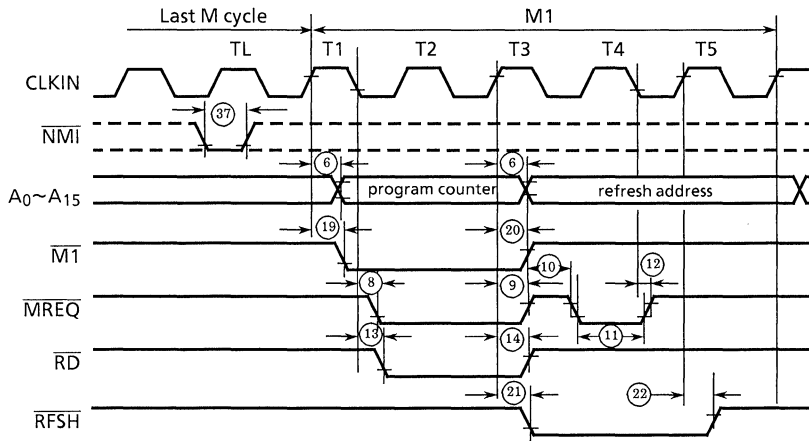 Last M cycle M1
TL T1 T2 T3 T4 T5
CLKIN
NMI 37
6 6
A0~A15 program counter refresh address
19 20
M1 10 12
8 9
MREQ
13 14 11
RD
21 22
RFSH